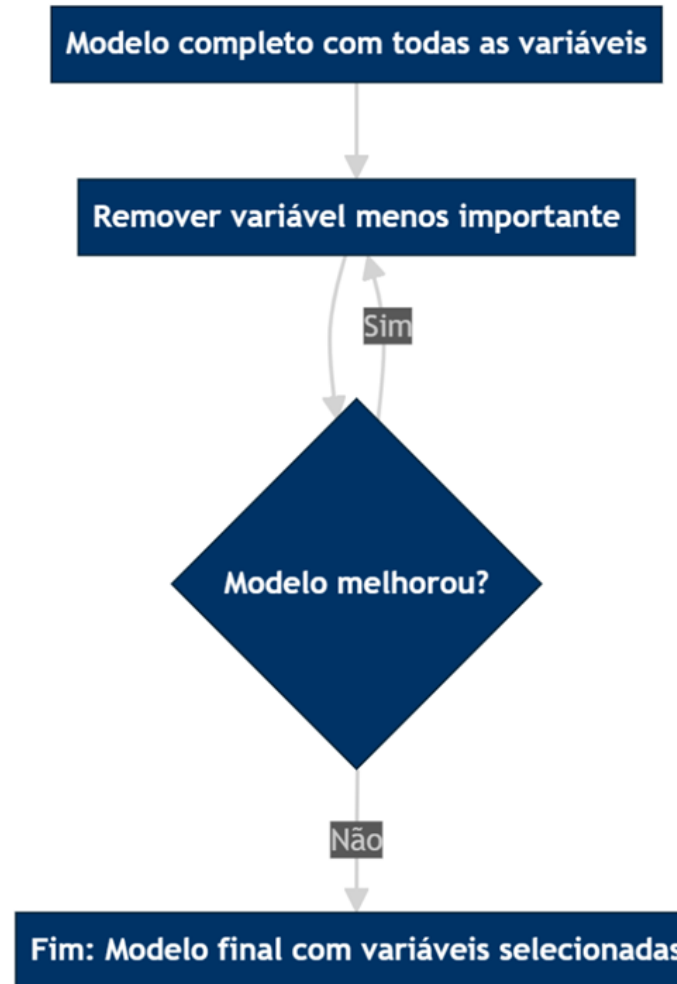 Modelo completo com todas as variáveis
Remover variável menos importante
Sim
Modelo melhorou?
Não
Fim: Modelo final com variáveis selecionadas